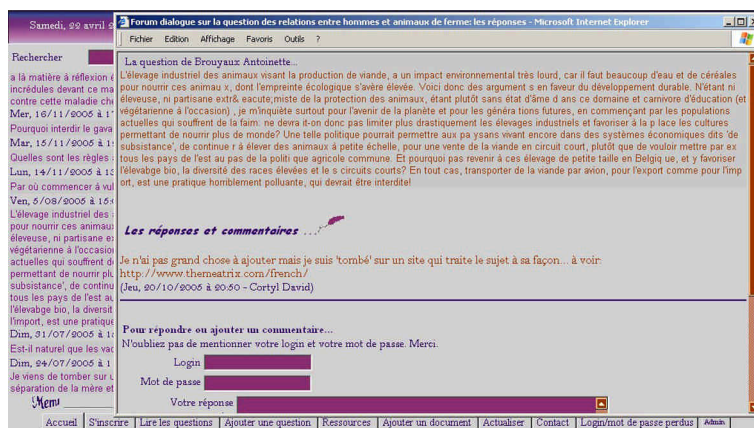 Samedi, 22 avril 2
Forum dialogue sur la question des relations entre hommes et animaux de ferme: les réponses - Microsoft Internet Explorer
Fichier Edition Affichage Favoris Outils ?
Rechercher
a là matière à réflexion é
incrédules devant ce ma
contre cette maladie che
Mer, 16/11/2005 à 1
Pourquoi interdir le gava
Mar, 15/11/2005 à
Quelles sont les règles
Lun, 14/11/2005 à 15
Par où commencer à vul
Ven, 5/08/2005 à 15:
L'élevage industriel des
pour nourrir ces animau
éleveuse, ni partisane ex
végétarienne à l'occasio
actuelles qui souffrent d
permettant de nourrir plu
subsistance', de continue
tous les pays de l'est au
l'élevabge bio, la diversit
l'import, est une pratique
Dim, 31/07/2005 à 1
Est-il naturel que les vac
Dim, 24/07/2005 à 1
Je viens de tomber sur u
séparation de la mère et
Menu
La question de Brouyaux Antoinette...
L'élevage industriel des animaux visant la production de viande, a un impact environnemental très lourd, car il faut beaucoup d'eau et de céréales
pour nourrir ces animau x, dont l'empreinte écologique s'avère élevée. Voici donc des argument s en faveur du développement durable. N'étant ni
éleveuse, ni partisane extr& eacute;miste de la protection des animaux, étant plutôt sans état d'âme d ans ce domaine et carnivore d'éducation (et
végétarienne à l'occasion) , je m'inquiète surtout pour l'avenir de la planète et pour les généra tions futures, en commençant par les populations
actuelles qui souffrent de la faim: ne devra it-on donc pas limiter plus drastiquement les élevages industriels et favoriser à la p lace les cultures
permettant de nourrir plus de monde? Une telle politique pourrait permettre aux pa ysans vivant encore dans des systèmes économiques dits 'de
subsistance', de continue r à élever des animaux à petite échelle, pour une vente de la viande en circuit court, plutôt que de vouloir mettre par ex
tous les pays de l'est au pas de la politi que agricole commune. Et pourquoi pas revenir à ces élevage de petite taille en Belgiq ue, et y favoriser
l'élevabge bio, la diversité des races élevées et le s circuits courts? En tout cas, transporter de la viande par avion, pour l'export comme pour l'imp
ort, est une pratique horriblement polluante, qui devrait être interdite!
Les réponses et commentaires ...
Je n'ai pas grand chose à ajouter mais je suis 'tombé' sur un site qui traite le sujet à sa façon... à voir:
http://www.themeatrix.com/french/
(Jeu, 20/10/2005 à 20:50 - Cortyl David)
Pour répondre ou ajouter un commentaire...
N'oubliez pas de mentionner votre login et votre mot de passe. Merci.
Login
Mot de passe
Votre réponse
Accueil S'inscrire Lire les questions Ajouter une question Ressources Ajouter un document Actualiser Contact Login/mot de passe perdus Admin